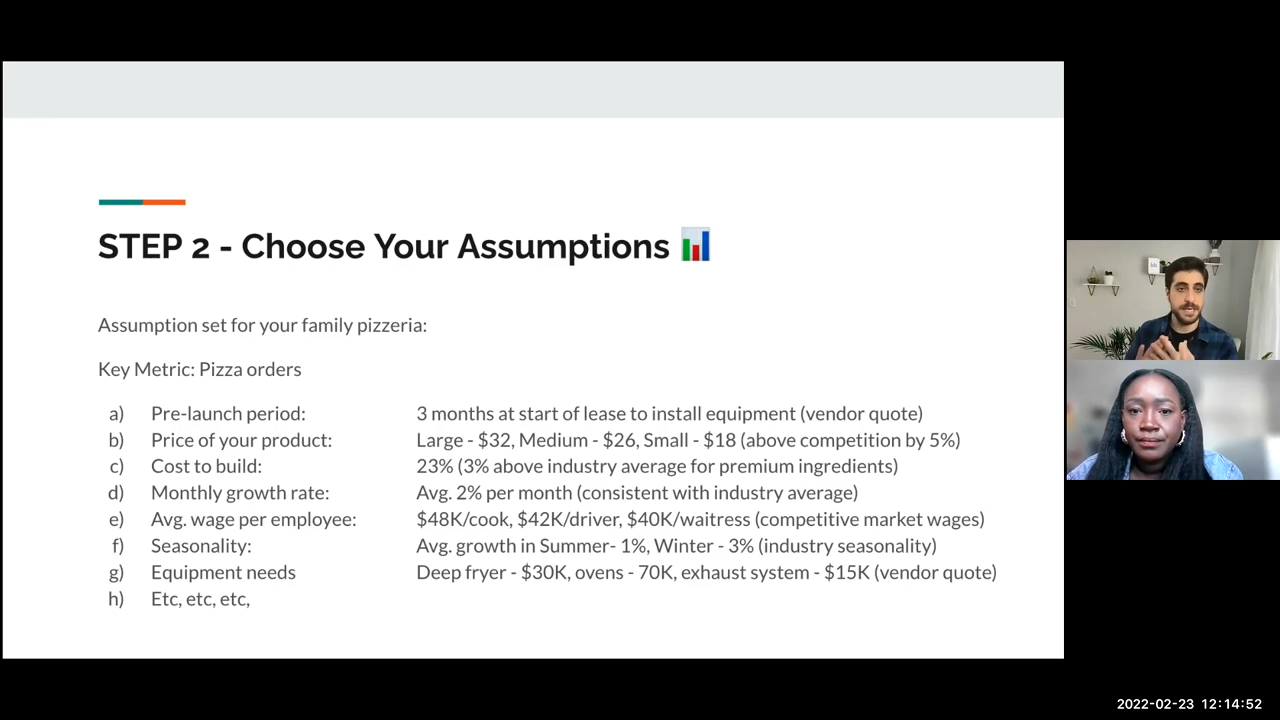 STEP 2 - Choose Your Assumptions
Assumption set for your family pizzeria:
Key Metric: Pizza orders
a) Pre-launch period: 3 months at start of lease to install equipment (vendor quote)
b) Price of your product: Large - $32, Medium - $26, Small - $18 (above competition by 5%)
c) Cost to build: 23% (3% above industry average for premium ingredients)
d) Monthly growth rate: Avg. 2% per month (consistent with industry average)
e) Avg. wage per employee: $48K/cook, $42K/driver, $40K/waitress (competitive market wages)
f) Seasonality: Avg. growth in Summer- 1%, Winter - 3% (industry seasonality)
g) Equipment needs Deep fryer - $30K, ovens - 70K, exhaust system - $15K (vendor quote)
h) Etc, etc, etc,
2022-02-23 12:14:52